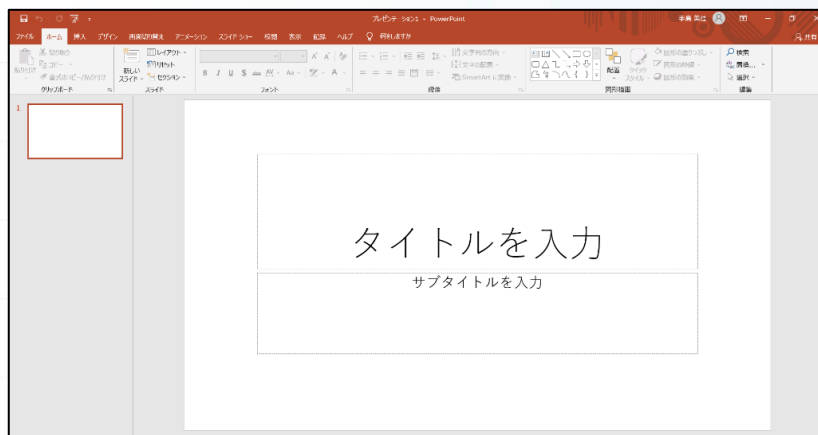 プレゼンテーション1 - PowerPoint
ファイル ホーム 挿入 デザイン 画面切り替え アニメーション スライド ショー 校閲 表示 記録 ヘルプ 何をしますか 共有
切り取り
コピー
書式のコピー/貼り付け
貼り付け
クリップボード
新しい
スライド
レイアウト
リセット
セクション
スライド
B I U S abc AV Aa A
フォント
文字列の方向
文字の配置
SmartArt に変換
段落
配置
クイック
スタイル
図形の塗りつぶし
図形の枠線
図形の効果
図形描画
検索
置換...
選択
編集
1
タイトルを入力
サブタイトルを入力